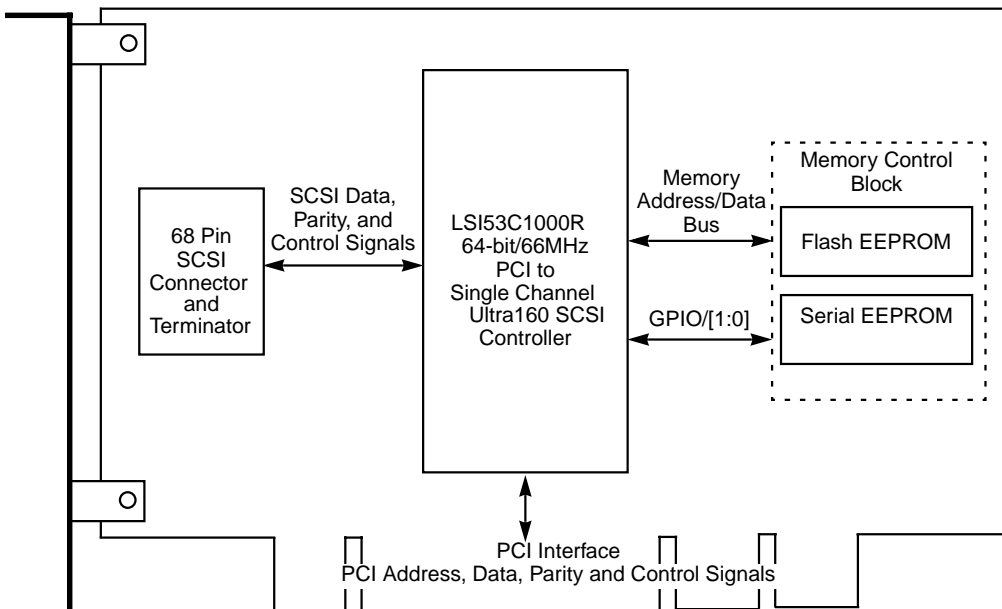 68 Pin
SCSI
Connector
and
Terminator
SCSI Data,
Parity, and
Control Signals
LSI53C1000R
64-bit/66MHz
PCI to
Single Channel
Ultra160 SCSI
Controller
Memory
Address/Data
Bus
GPIO/[1:0]
Memory Control
Block
Flash EEPROM
Serial EEPROM
PCI Interface
PCI Address, Data, Parity and Control Signals